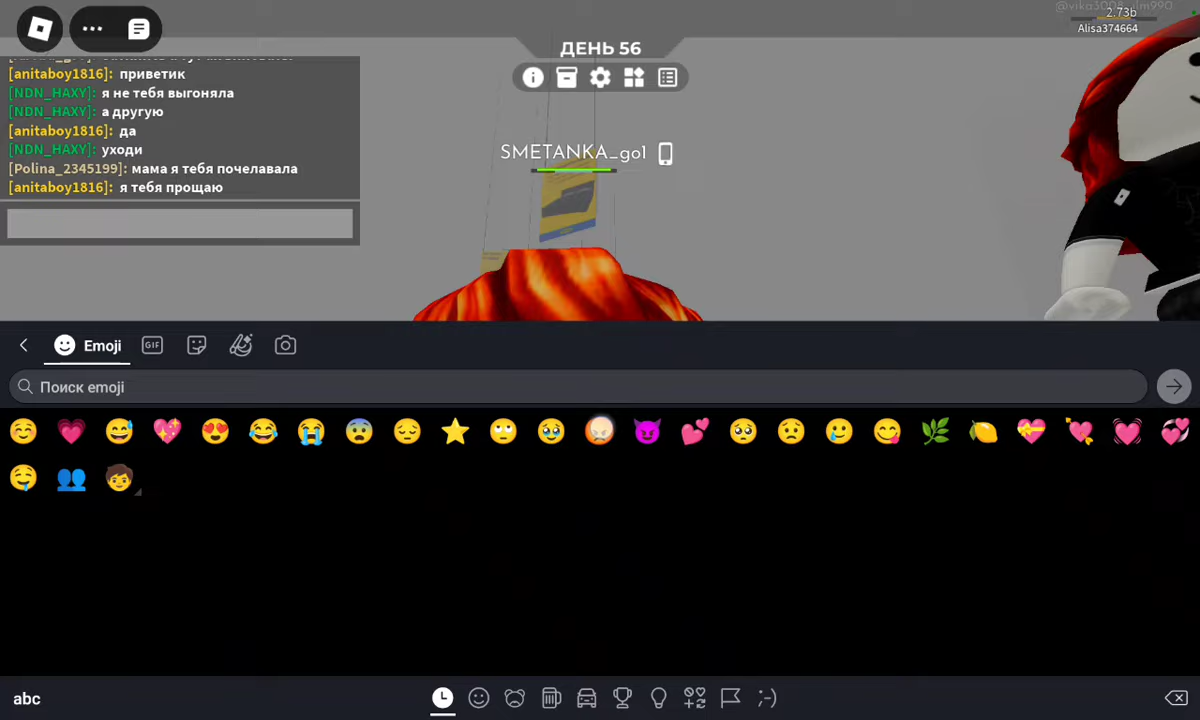 @vika3008_ilm990
2.73b
Alisa374664
ДЕНЬ 56
[anitaboy1816]: приветик
[NDN_HAXY]: я не тебя выгоняла
[NDN_HAXY]: а другую
[anitaboy1816]: да
[NDN_HAXY]: уходи
[Polina_2345199]: мама я тебя почелавала
[anitaboy1816]: я тебя прощаю
SMETANKA_go1
Emoji
GIF
Поиск emoji
abc